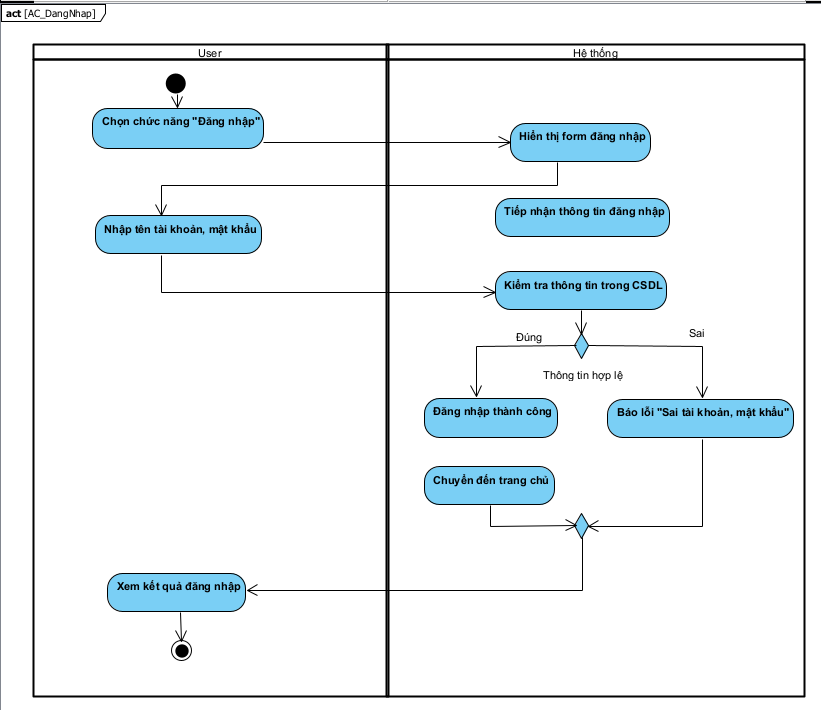 act [AC_DangNhap]
User
Hệ thống
Chọn chức năng "Đăng nhập"
Hiển thị form đăng nhập
Tiếp nhận thông tin đăng nhập
Nhập tên tài khoản, mật khẩu
Kiểm tra thông tin trong CSDL
Đúng
Sai
Thông tin hợp lệ
Đăng nhập thành công
Báo lỗi "Sai tài khoản, mật khẩu"
Chuyển đến trang chủ
Xem kết quả đăng nhập